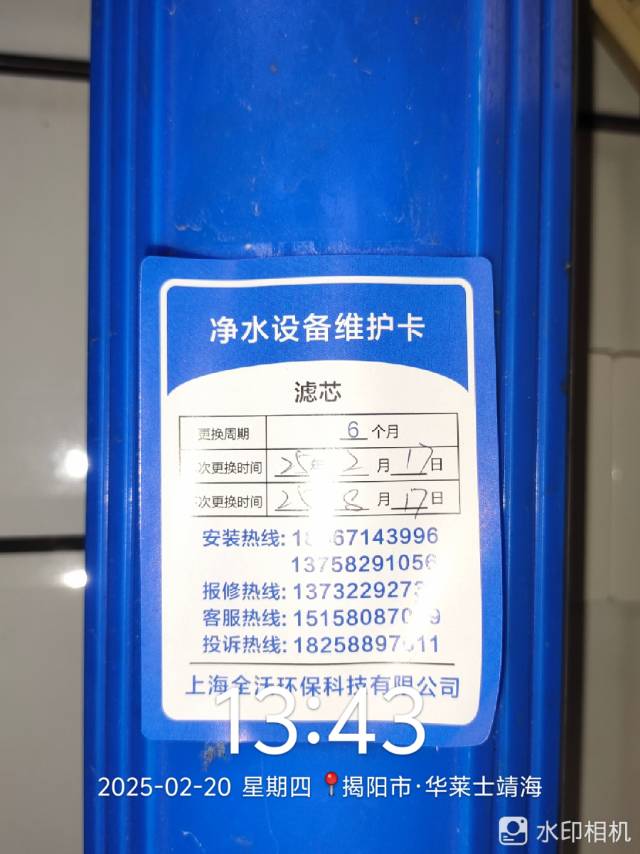 净水设备维护卡
滤芯
更换周期 6 个月
次更换时间 25年 2 月 17 日
次更换时间 25 8 月 17 日
安装热线:
13758291056
报修热线:
客服热线:
投诉热线:
上海全沃环保科技有限公司
13:43
2025-02-20 星期四 揭阳市·华莱士靖海
水印相机